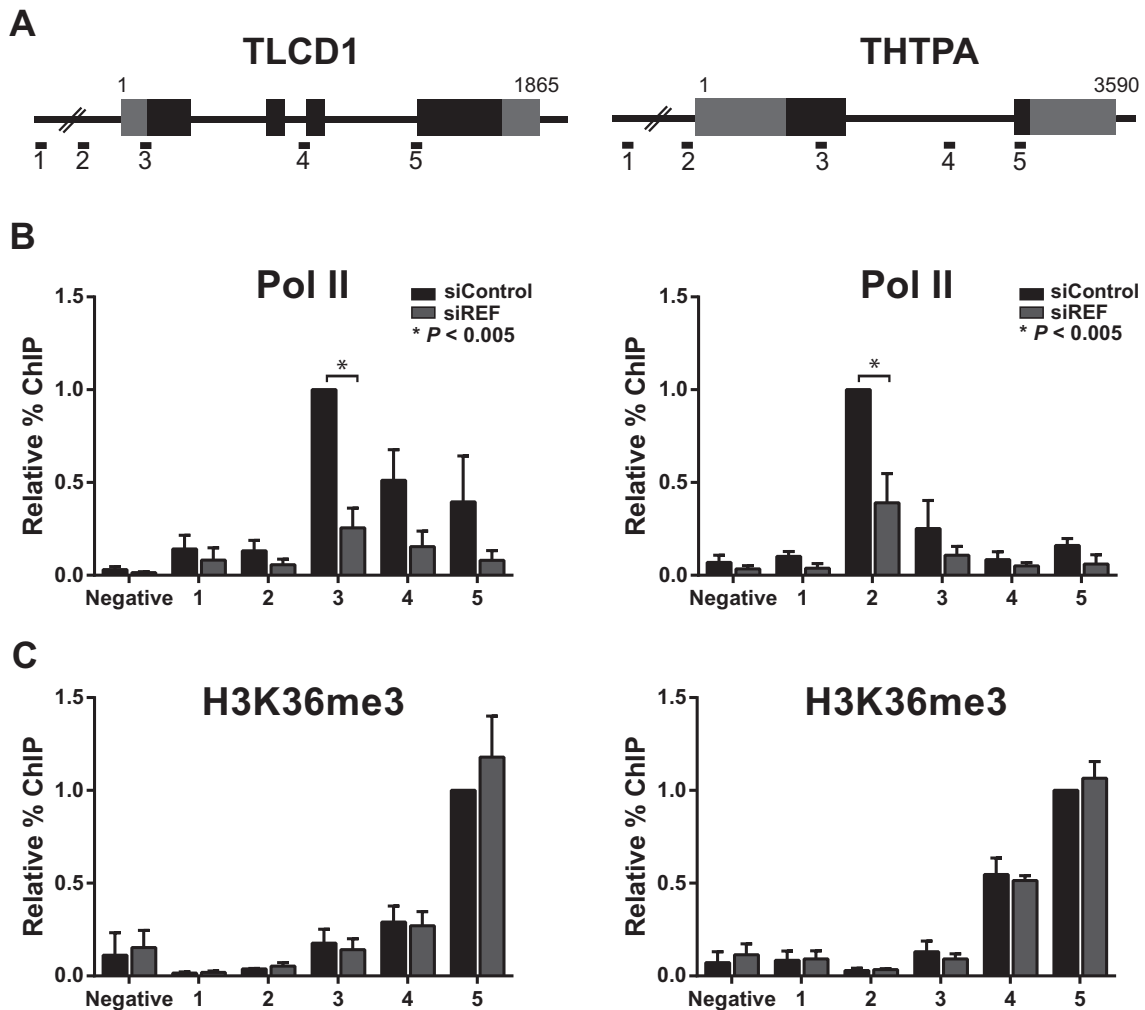 A
TLCD1
1
1865
1
2
3
4
5
THTPA
1
3590
1
2
3
4
5
B
Pol II
siControl
siREF
* P < 0.005
Relative % ChIP
1.5
1.0
0.5
0.0
*
Negative 1 2 3 4 5
Pol II
siControl
siREF
* P < 0.005
Relative % ChIP
1.5
1.0
0.5
0.0
*
Negative 1 2 3 4 5
C
H3K36me3
Relative % ChIP
1.5
1.0
0.5
0.0
Negative 1 2 3 4 5
H3K36me3
Relative % ChIP
1.5
1.0
0.5
0.0
Negative 1 2 3 4 5